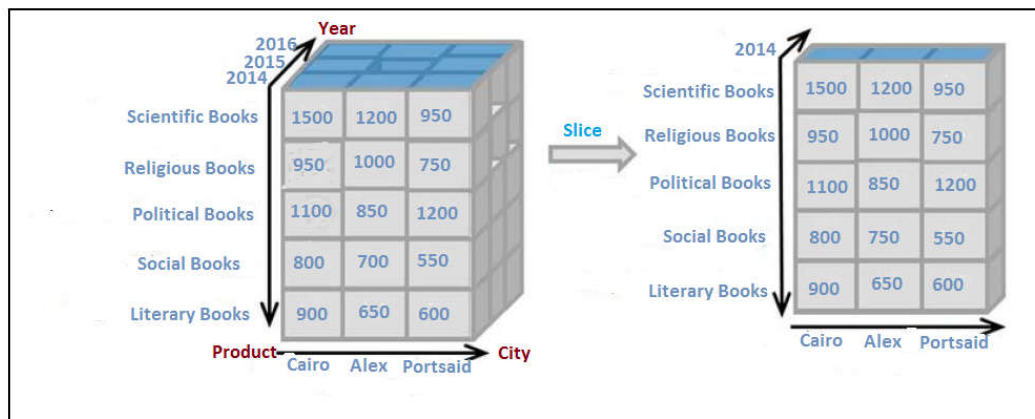 Year
2016
2015
2014
Scientific Books 1500 1200 950
Religious Books 950 1000 750
Political Books 1100 850 1200
Social Books 800 700 550
Literary Books 900 650 600
Product
City
Cairo Alex Portsaid
Slice
2014
Scientific Books 1500 1200 950
Religious Books 950 1000 750
Political Books 1100 850 1200
Social Books 800 750 550
Literary Books 900 650 600
Cairo Alex Portsaid